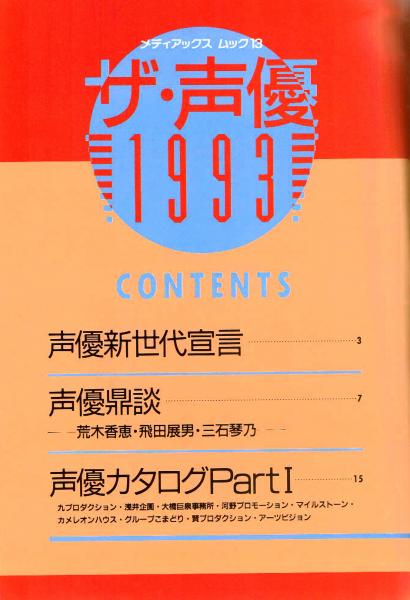 メディアックス ムック13
ザ・声優
1993
CONTENTS
声優新世代宣言 3
声優鼎談 7
荒木香恵・飛田展男・三石琴乃
声優カタログPartI 15
九プロダクション・浅井企画・大橋巨泉事務所・河野プロモーション・マイルストーン・
カメレオンハウス・グループこまどり・賢プロダクション・アーツビジョン